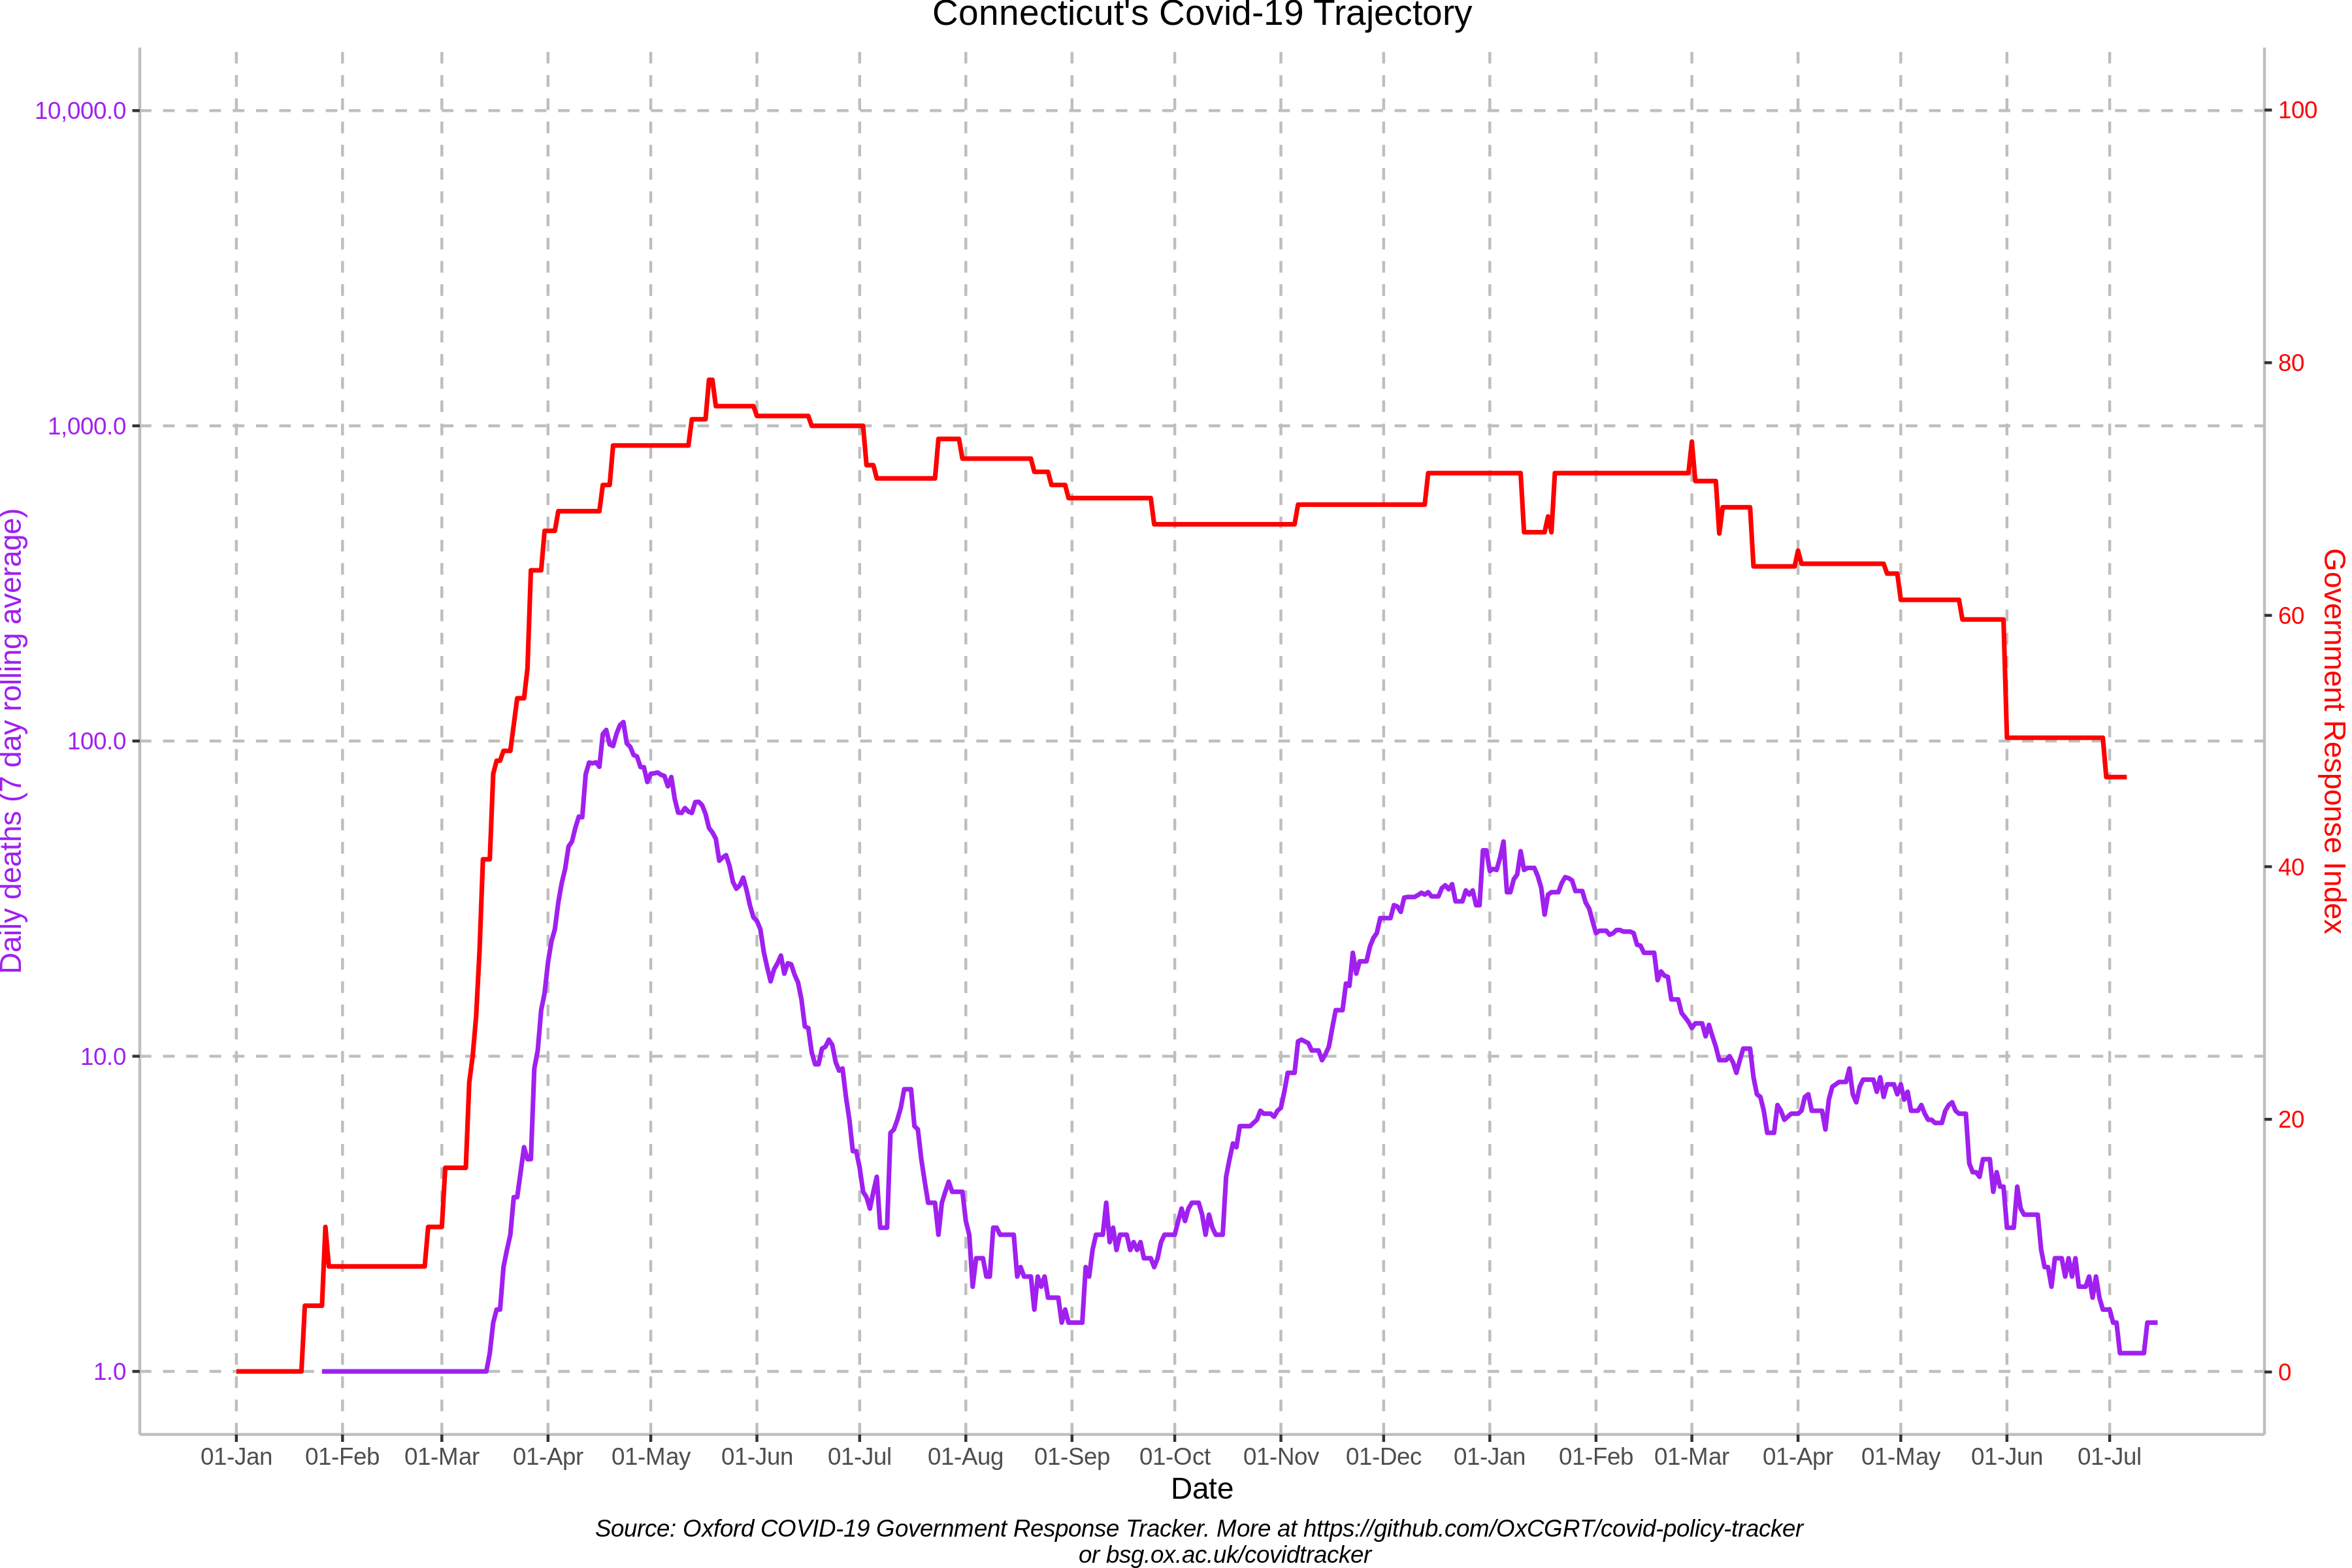 Connecticut's Covid-19 Trajectory
10,000.0
1,000.0
100.0
10.0
1.0
Daily deaths (7 day rolling average)
100
80
60
40
20
0
Government Response Index
01-Jan 01-Feb 01-Mar 01-Apr 01-May 01-Jun 01-Jul 01-Aug 01-Sep 01-Oct 01-Nov 01-Dec 01-Jan 01-Feb 01-Mar 01-Apr 01-May 01-Jun 01-Jul
Date
Source: Oxford COVID-19 Government Response Tracker. More at https://github.com/OxCGRT/covid-policy-tracker
or bsg.ox.ac.uk/covidtracker